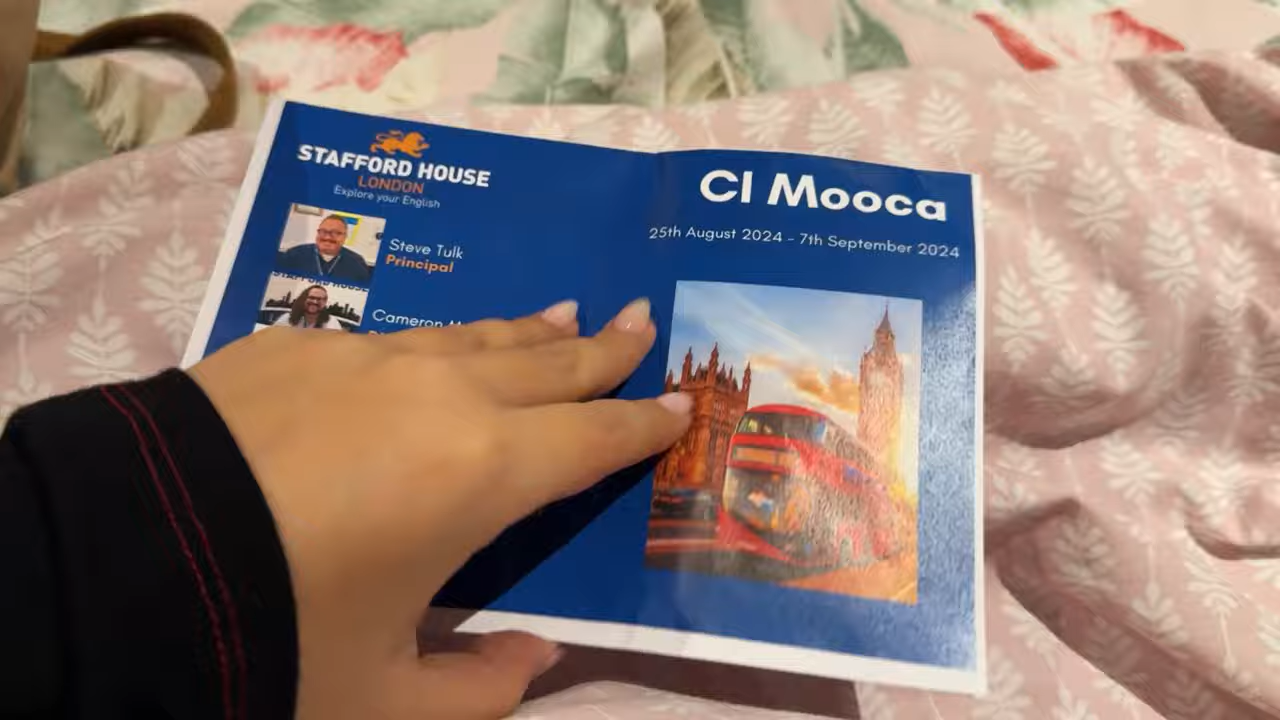 STAFFORD HOUSE
LONDON
Explore your English
Steve Tulk
Principal
Cameron
CI Mooca
25th August 2024 - 7th September 2024